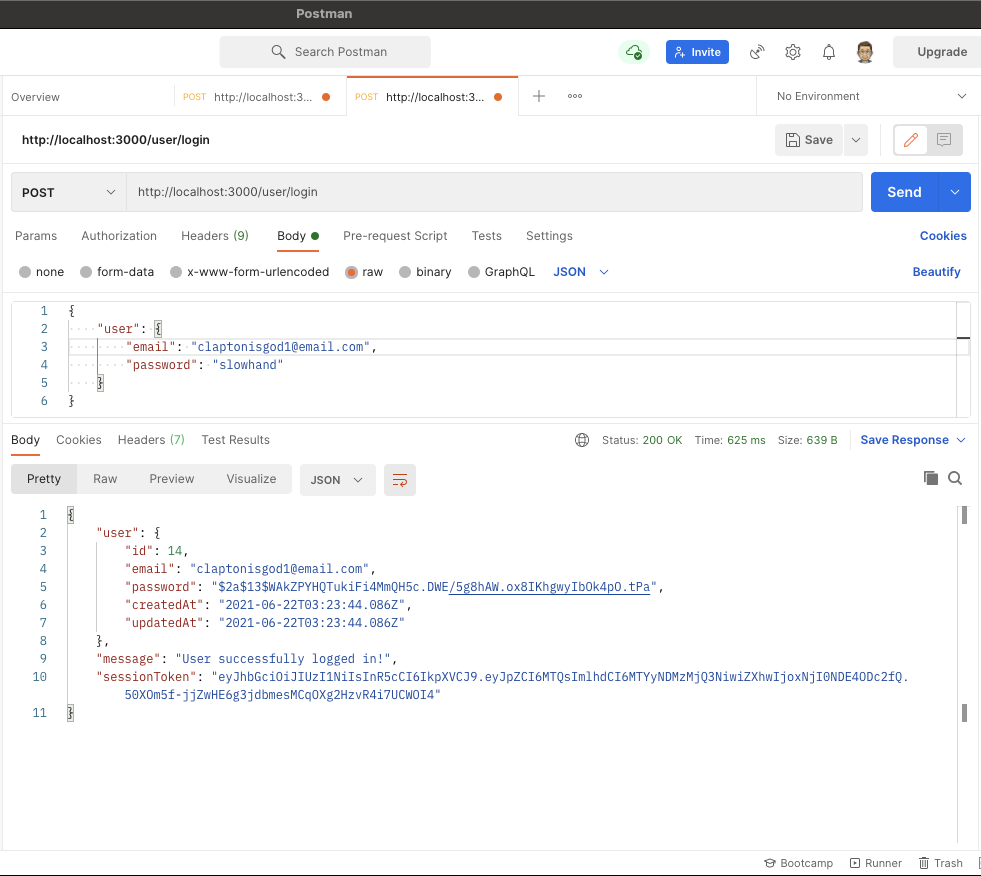 Postman
Search Postman
Invite
Upgrade
Overview
POST http://localhost:3...
POST http://localhost:3...
No Environment
http://localhost:3000/user/login
Save
POST
http://localhost:3000/user/login
Send
Params Authorization Headers (9) Body Pre-request Script Tests Settings Cookies
none form-data x-www-form-urlencoded raw binary GraphQL JSON Beautify
1 {
2 "user": {
3 "email": "claptonisgod1@email.com",
4 "password": "slowhand"
5 }
6 }
Body Cookies Headers (7) Test Results Status: 200 OK Time: 625 ms Size: 639 B Save Response
Pretty Raw Preview Visualize JSON
1 {
2 "user": {
3 "id": 14,
4 "email": "claptonisgod1@email.com",
5 "password": "$2a$13$WAkZPYHQTukiFi4MmQH5c.DWE/5g8hAW.ox8IKhgwyIbOk4pO.tPa",
6 "createdAt": "2021-06-22T03:23:44.086Z",
7 "updatedAt": "2021-06-22T03:23:44.086Z"
8 },
9 "message": "User successfully logged in!",
10 "sessionToken": "eyJhbGciOiJIUzI1NiIsInR5cCI6IkpXVCJ9.eyJpZCI6MTQsImlhdCI6MTYyNDMzMjQ3NiwiZXhwIjoxNjI0NDE4ODc2fQ.
50XOm5f-jjZwHE6g3jdbmesMCqOXg2HzvR4i7UCWOI4"
11 }
Bootcamp Runner Trash